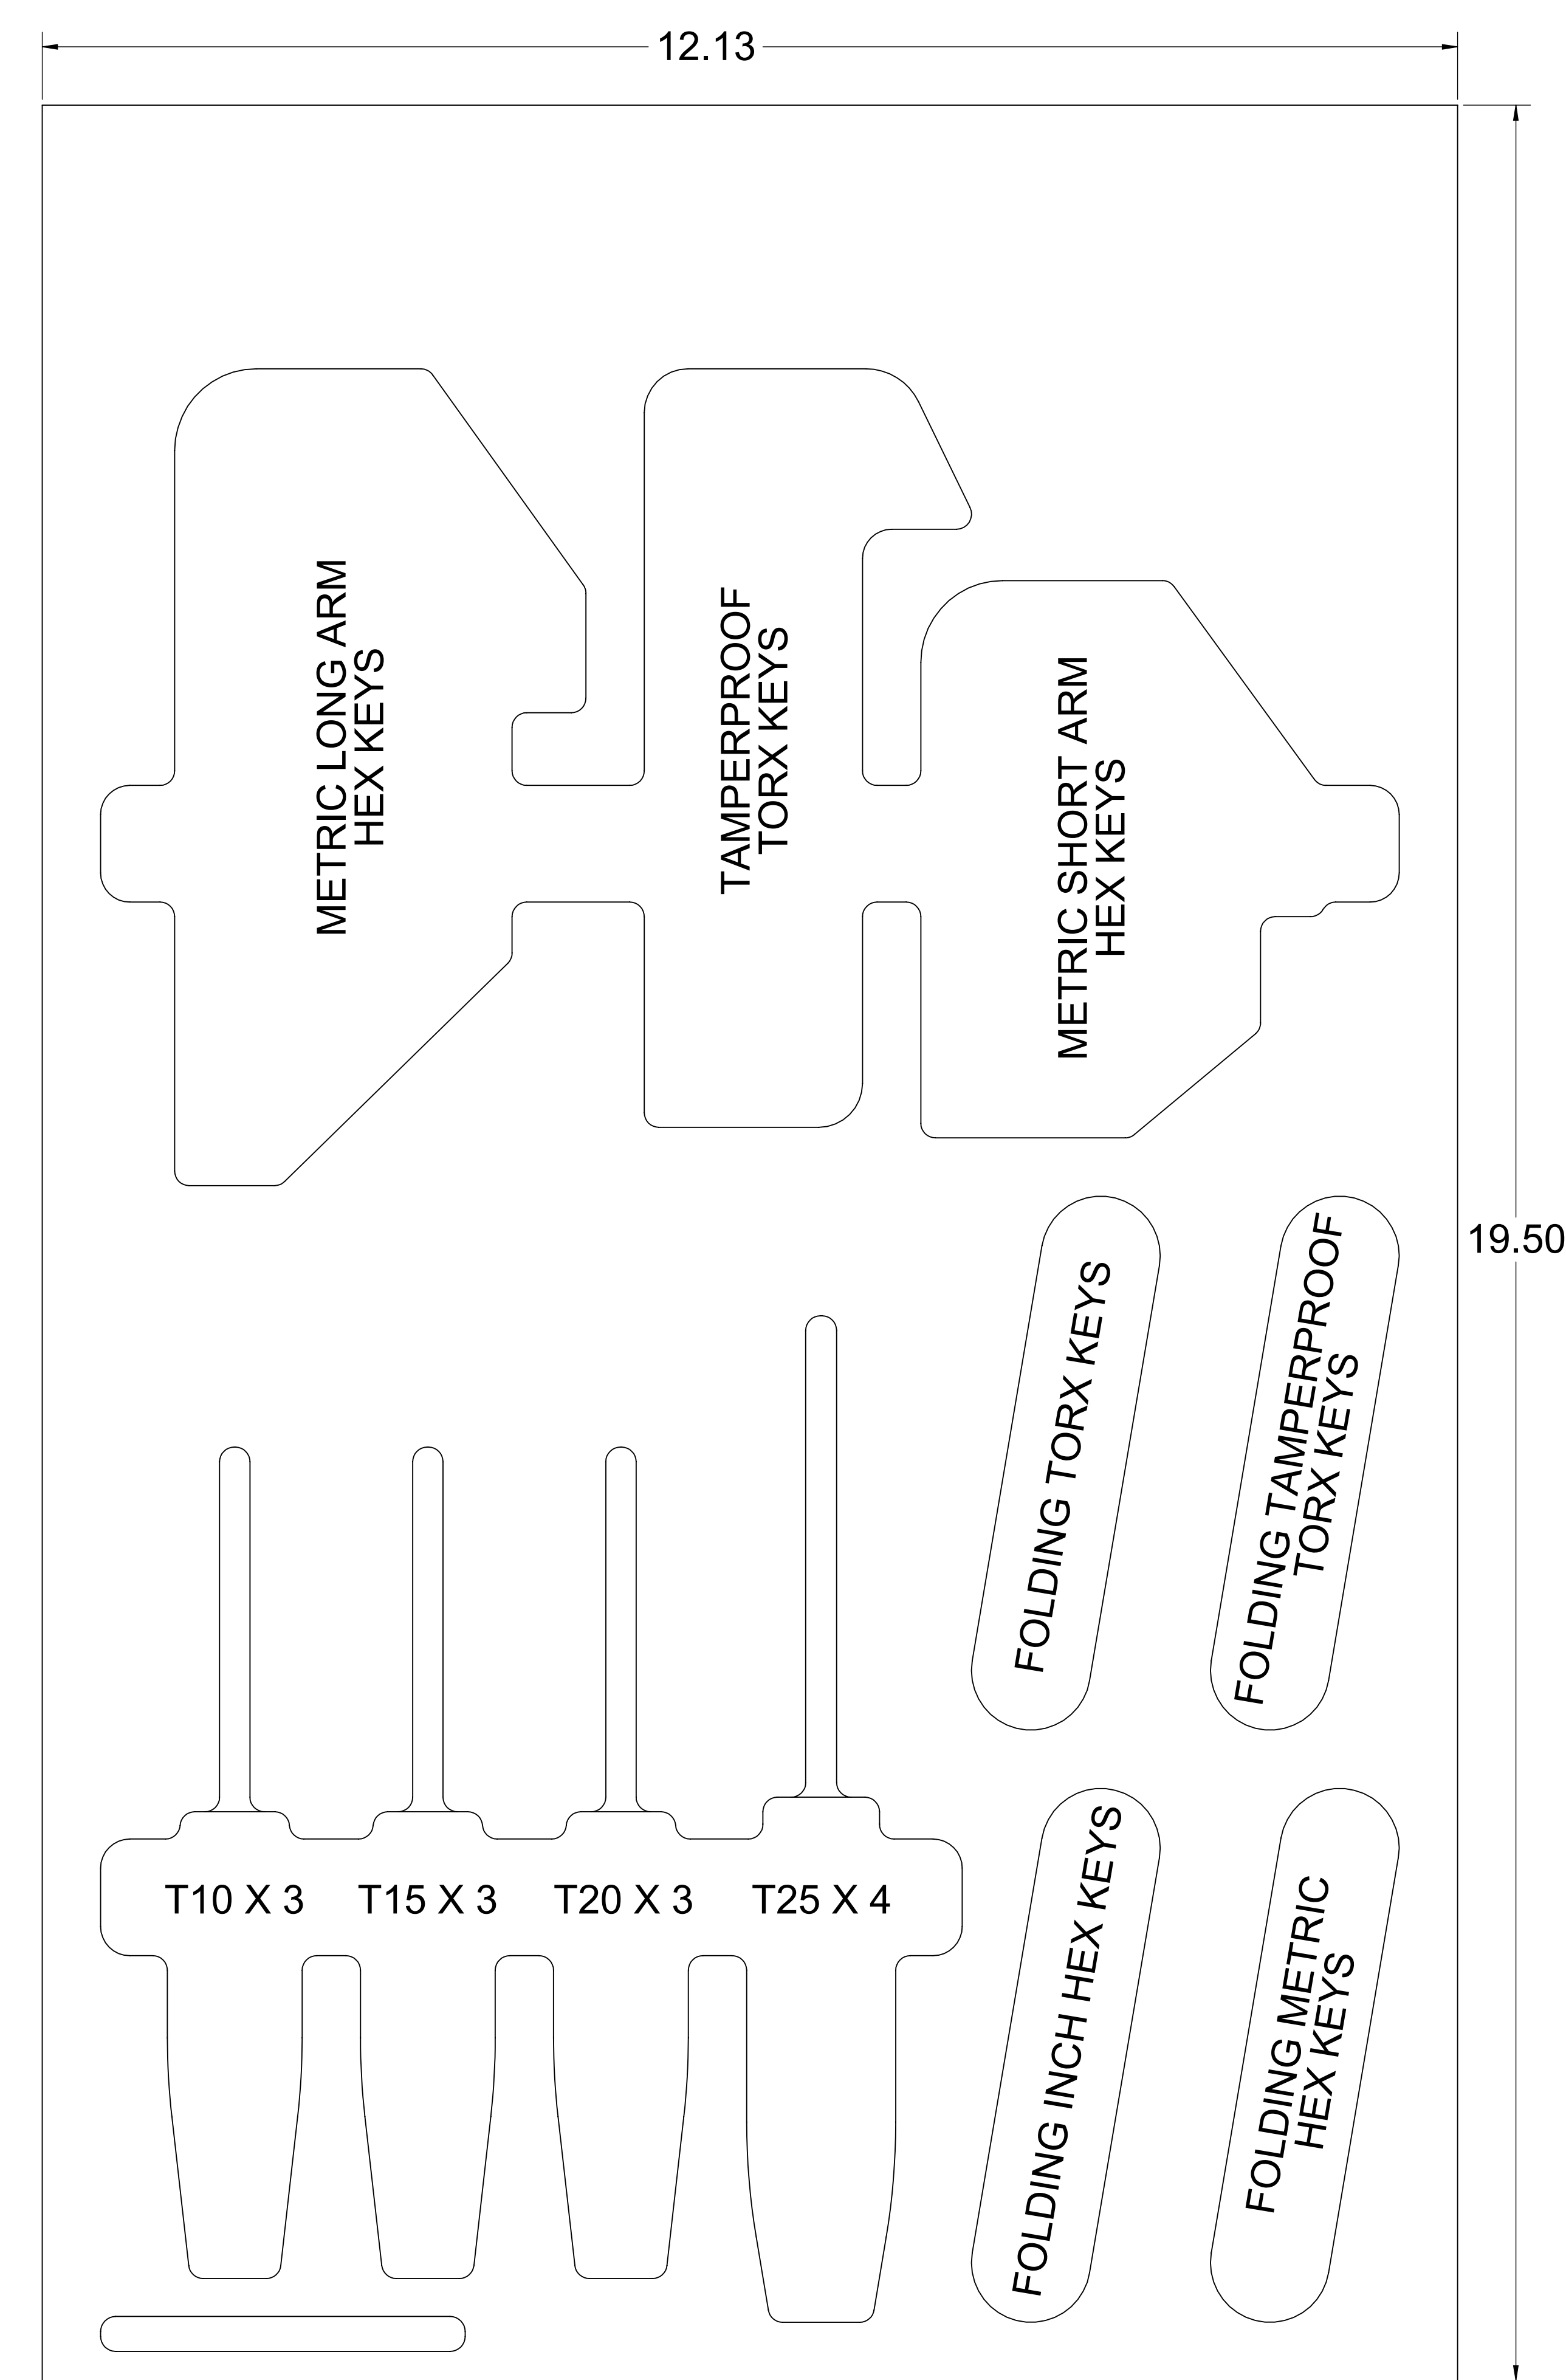 12.13
METRIC LONG ARM
HEX KEYS
TAMPERPROOF
TORX KEYS
METRIC SHORT ARM
HEX KEYS
19.50
FOLDING TORX KEYS
FOLDING TAMPERPROOF
TORX KEYS
T10 X 3
T15 X 3
T20 X 3
T25 X 4
FOLDING INCH HEX KEYS
FOLDING METRIC
HEX KEYS